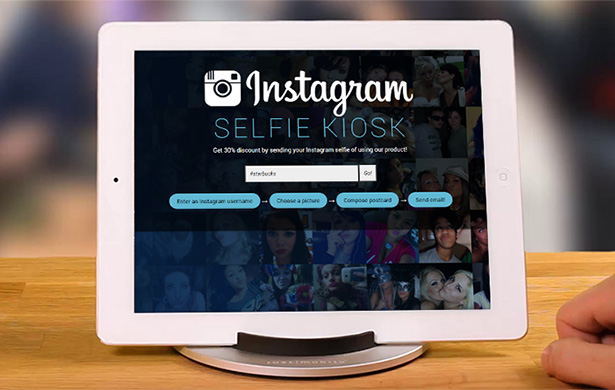 Instagram
SELFIE KIOSK
Get 30% discount by sending your Instagram selfie of using our product!
#starbucks Go!
Enter an Instagram username → Choose a picture → Compose postcard → Send email!